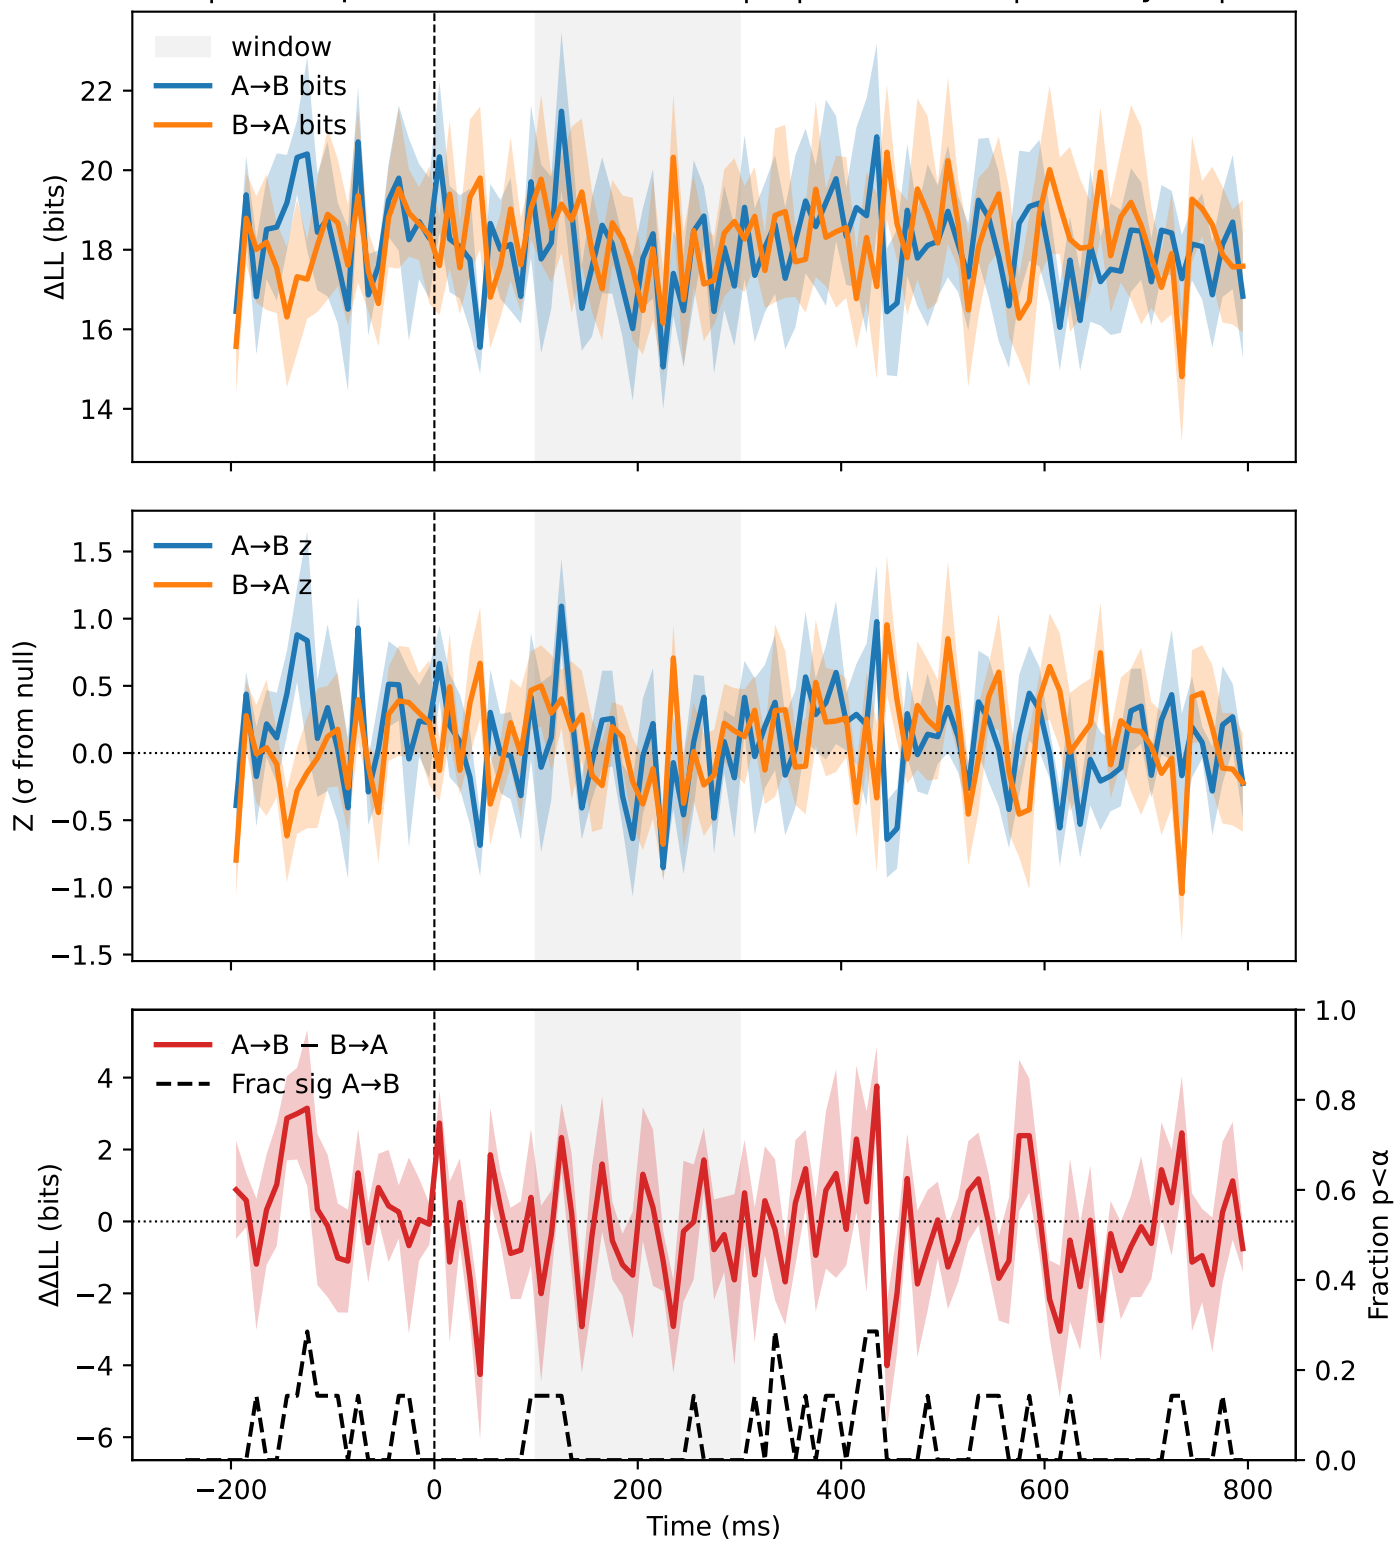 window
A→B bits
B→A bits
ΔLL (bits)
22
20
18
16
14
A→B z
B→A z
Z (σ from null)
1.5
1.0
0.5
0.0
−0.5
−1.0
−1.5
A→B − B→A
Frac sig A→B
ΔΔLL (bits)
4
2
0
−2
−4
−6
1.0
0.8
0.6
0.4
0.2
0.0
Fraction p<α
−200
0
200
400
600
800
Time (ms)